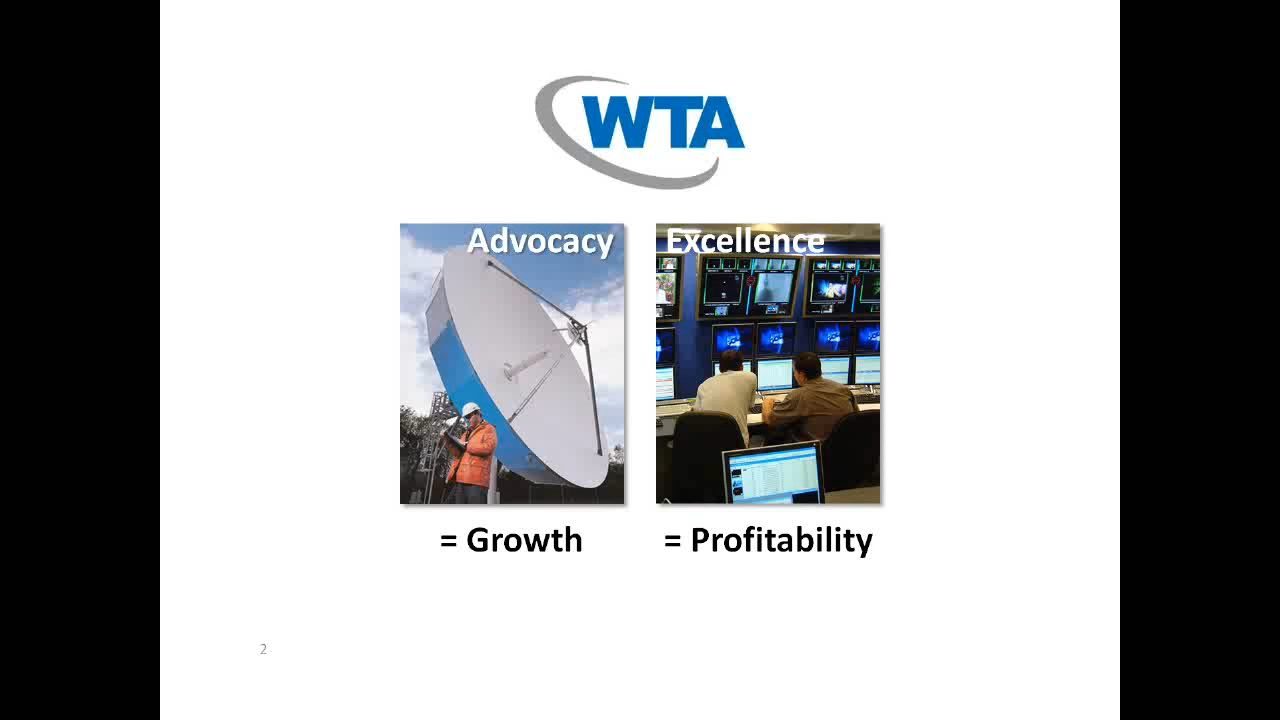 WTA
Advocacy
Excellence
= Growth
= Profitability
2